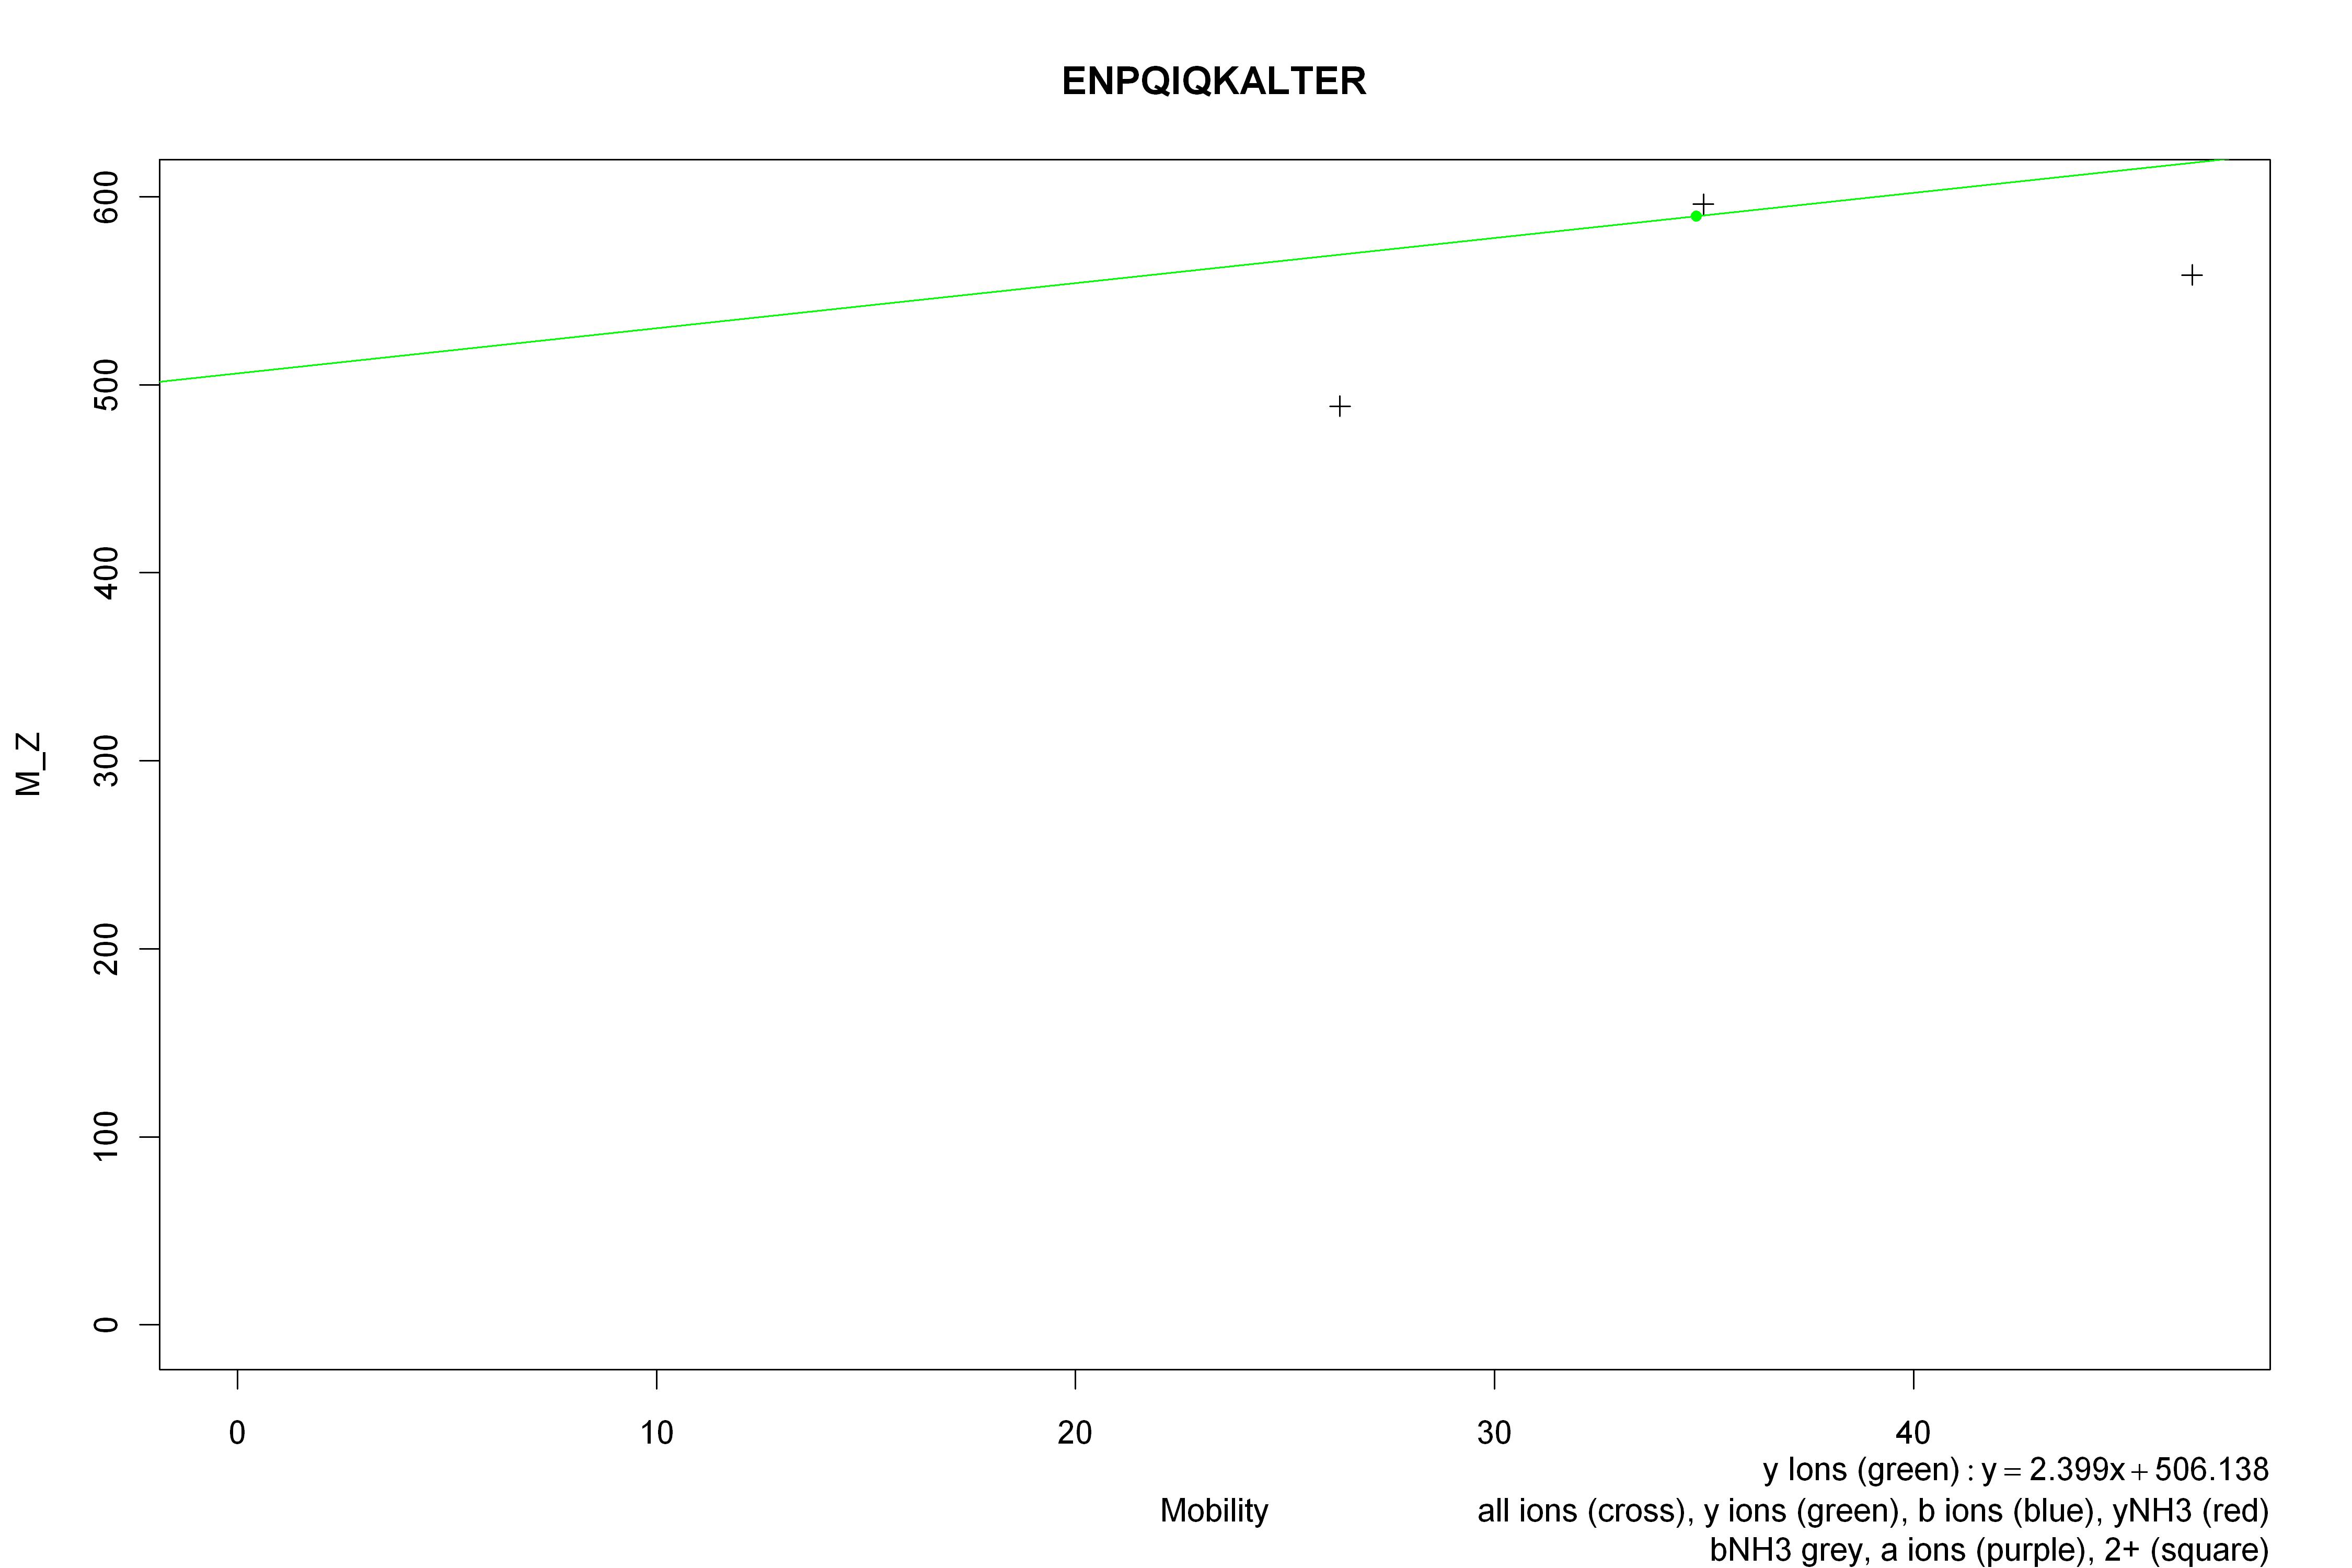 ENPQIQKALTER
600
500
400
300
200
100
0
M_Z
0 10 20 30 40
y Ions (green) : y = 2.399x + 506.138
Mobility
all ions (cross), y ions (green), b ions (blue), yNH3 (red)
bNH3 grey, a ions (purple), 2+ (square)